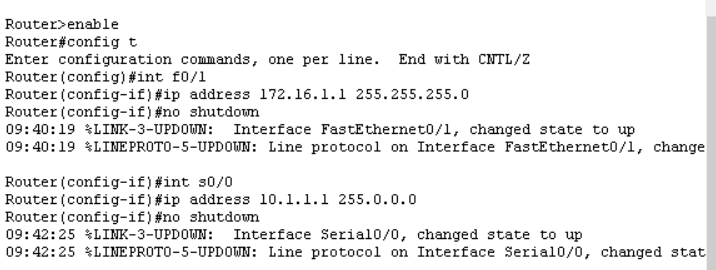 Router>enable
Router#config t
Enter configuration commands, one per line.  End with CNTL/Z
Router(config)#int f0/1
Router(config-if)#ip address 172.16.1.1 255.255.255.0
Router(config-if)#no shutdown
09:40:19 %LINK-3-UPDOWN:  Interface FastEthernet0/1, changed state to up
09:40:19 %LINEPROTO-5-UPDOWN: Line protocol on Interface FastEthernet0/1, change
Router(config-if)#int s0/0
Router(config-if)#ip address 10.1.1.1 255.0.0.0
Router(config-if)#no shutdown
09:42:25 %LINK-3-UPDOWN:  Interface Serial0/0, changed state to up
09:42:25 %LINEPROTO-5-UPDOWN: Line protocol on Interface Serial0/0, changed stat